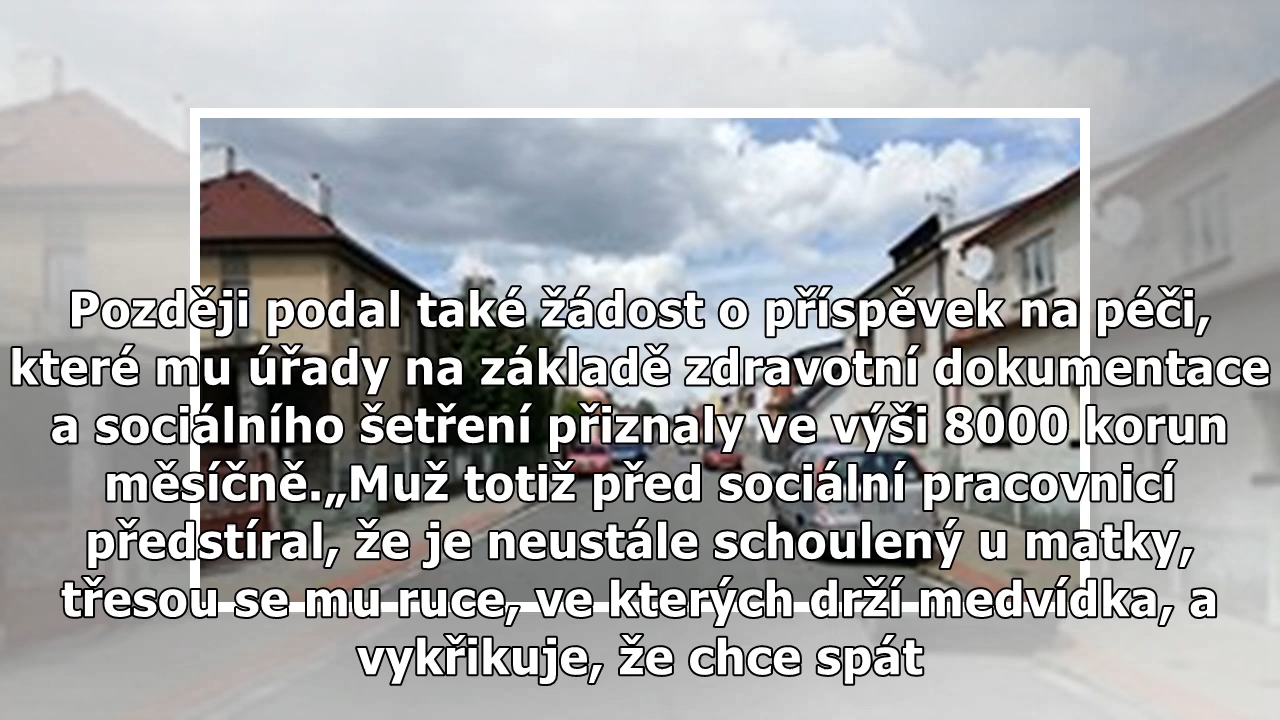 Později podal také žádost o příspěvek na péči,
které mu úřady na základě zdravotní dokumentace
a sociálního šetření přiznaly ve výši 8000 korun
měsíčně.„Muž totiž před sociální pracovnicí
předstíral, že je neustále schoulený u matky,
třesou se mu ruce, ve kterých drží medvídka, a
vykřikuje, že chce spát